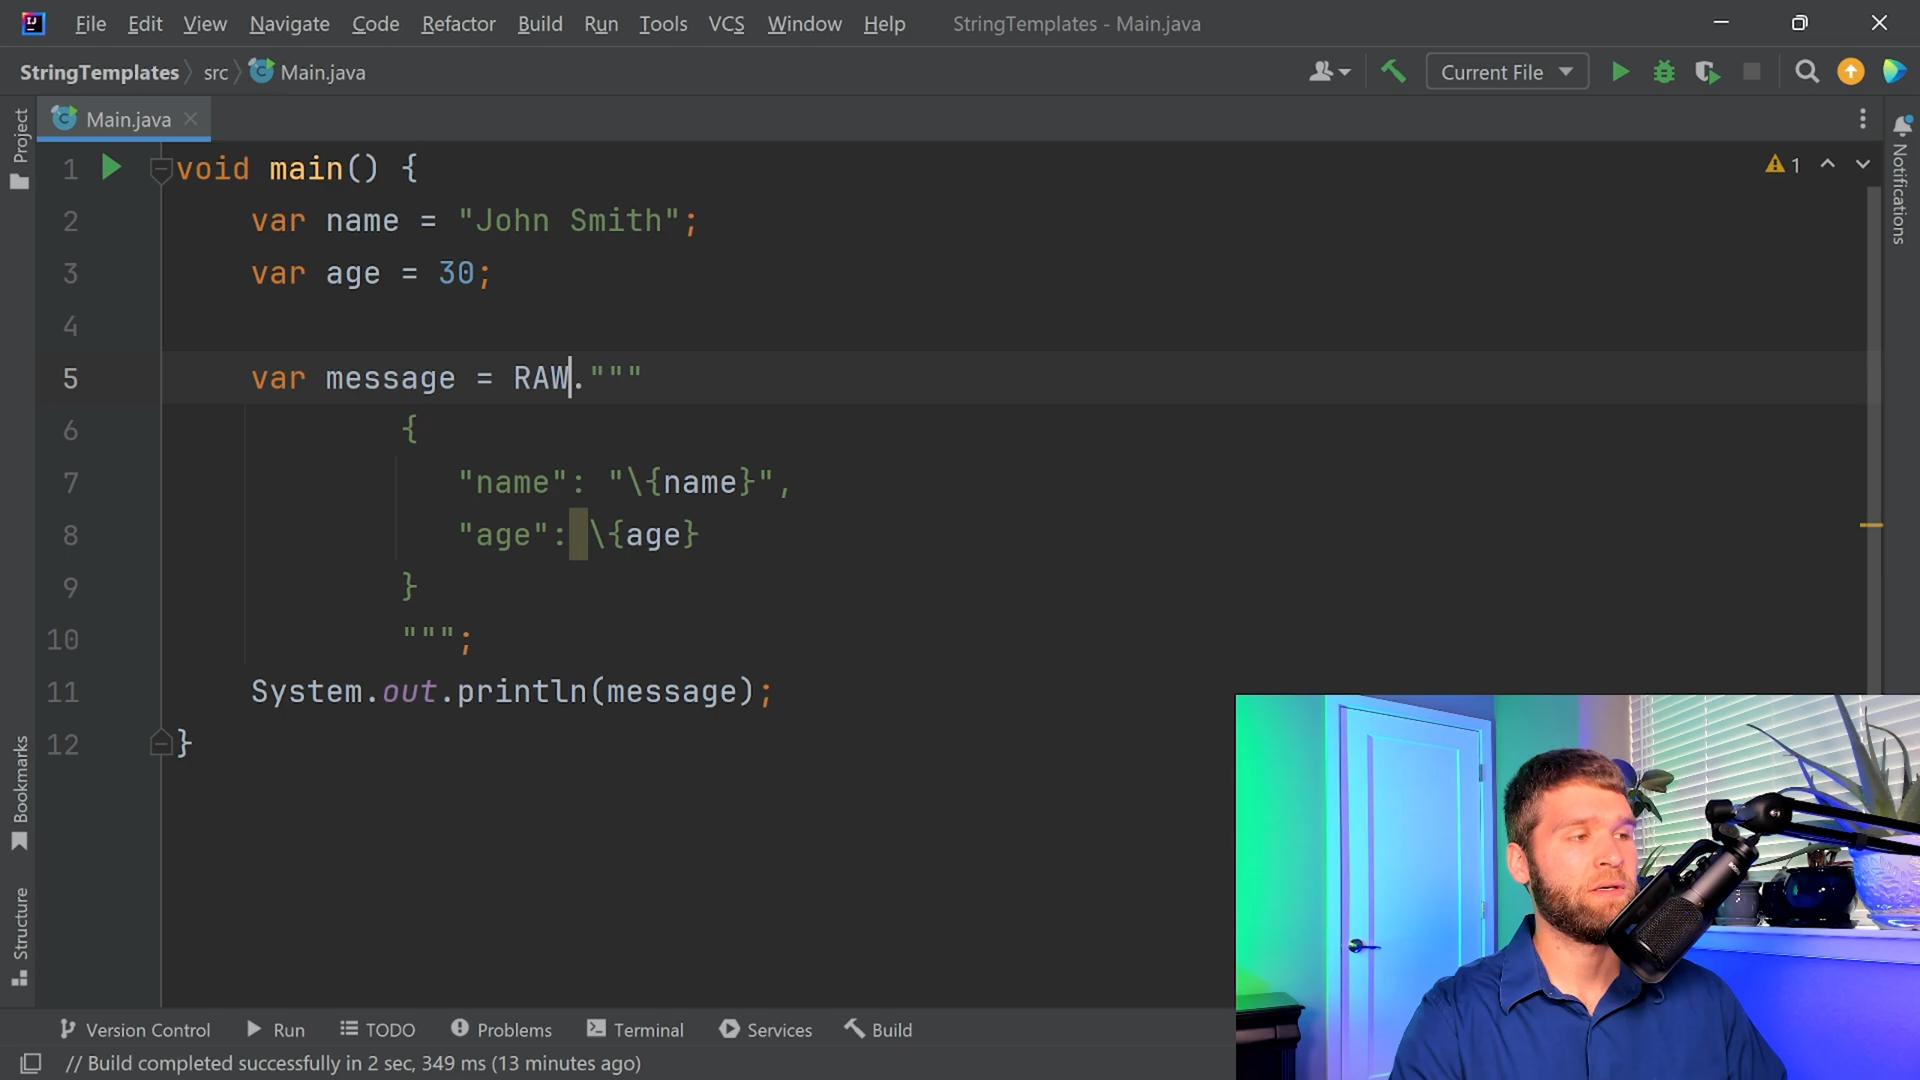 File Edit View Navigate Code Refactor Build Run Tools VCS Window Help StringTemplates - Main.java
StringTemplates src Main.java Current File
Project
Main.java
Notifications
1 void main() {
1
2 var name = "John Smith";
3 var age = 30;
4
5 var message = RAW."""
6 {
7 "name": "\{name}",
8 "age": \{age}
9 }
10 """;
11 System.out.println(message);
12 }
Bookmarks
Structure
Version Control Run TODO Problems Terminal Services Build
// Build completed successfully in 2 sec, 349 ms (13 minutes ago)